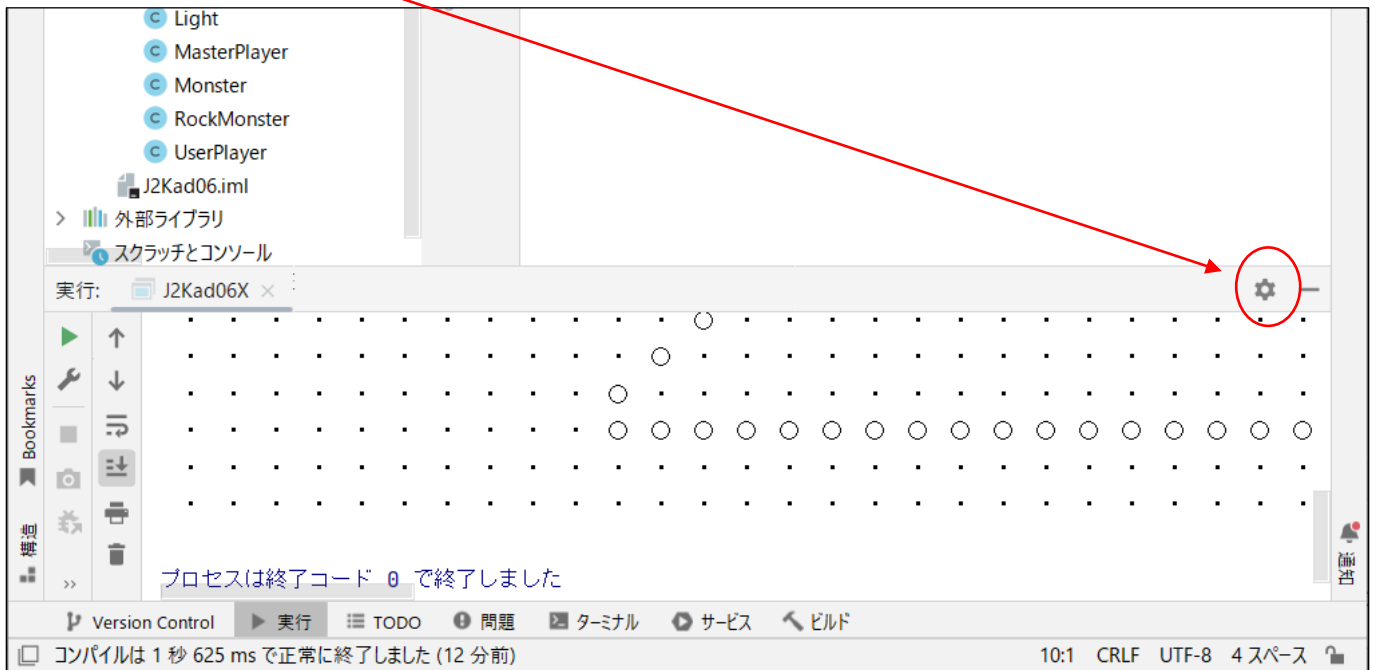 Light
MasterPlayer
Monster
RockMonster
UserPlayer
J2Kad06.iml
外部ライブラリ
スクラッチとコンソール
実行: J2Kad06X
・ ・ ・ ・ ・ ・ ・ ・ ・ ・ ・ ・ ○ ・ ・ ・ ・ ・ ・ ・ ・ ・ ・ ・ ・ ・ ・
・ ・ ・ ・ ・ ・ ・ ・ ・ ・ ・ ○ ・ ・ ・ ・ ・ ・ ・ ・ ・ ・ ・ ・ ・ ・ ・
・ ・ ・ ・ ・ ・ ・ ・ ・ ・ ○ ・ ・ ・ ・ ・ ・ ・ ・ ・ ・ ・ ・ ・ ・ ・ ・
・ ・ ・ ・ ・ ・ ・ ・ ・ ・ ○ ○ ○ ○ ○ ○ ○ ○ ○ ○ ○ ○ ○ ○ ○ ○ ○
・ ・ ・ ・ ・ ・ ・ ・ ・ ・ ・ ・ ・ ・ ・ ・ ・ ・ ・ ・ ・ ・ ・ ・ ・ ・ ・
・ ・ ・ ・ ・ ・ ・ ・ ・ ・ ・ ・ ・ ・ ・ ・ ・ ・ ・ ・ ・ ・ ・ ・ ・ ・ ・
プロセスは終了コード 0 で終了しました
Bookmarks
構造
通知
Version Control 実行 TODO 問題 ターミナル サービス ビルド
コンパイルは 1 秒 625 ms で正常に終了しました (12 分前) 10:1 CRLF UTF-8 4 スペース